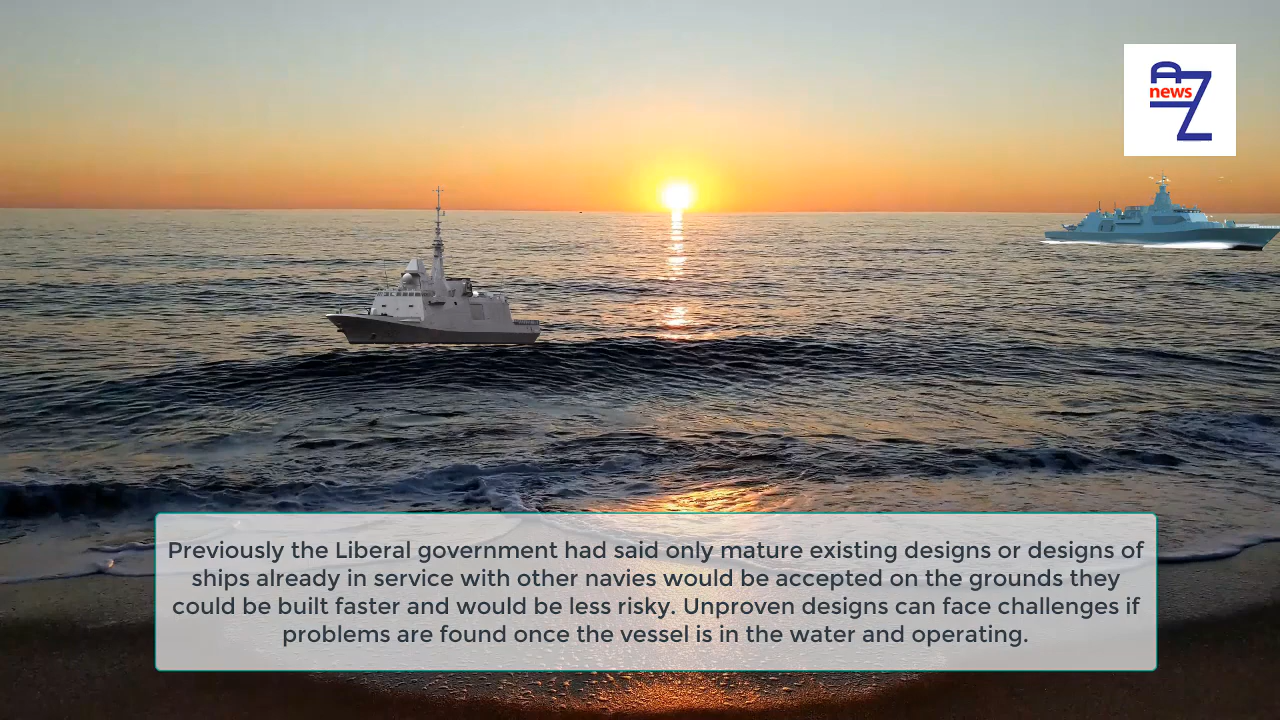 A
news
Z
Previously the Liberal government had said only mature existing designs or designs of
ships already in service with other navies would be accepted on the grounds they
could be built faster and would be less risky. Unproven designs can face challenges if
problems are found once the vessel is in the water and operating.